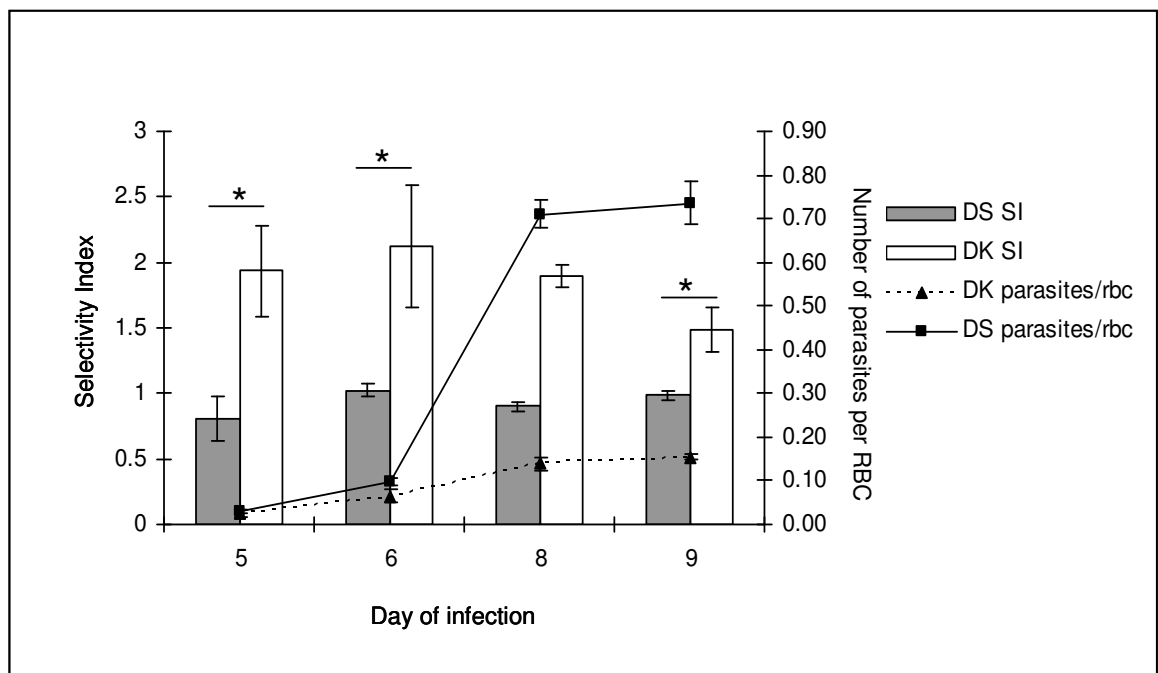 3
2.5
2
1.5
1
0.5
0
Selectivity Index
*
*
*
0.90
0.80
0.70
0.60
0.50
0.40
0.30
0.20
0.10
0.00
Number of parasites per RBC
5 6 8 9
Day of infection
DS SI
DK SI
DK parasites/rbc
DS parasites/rbc